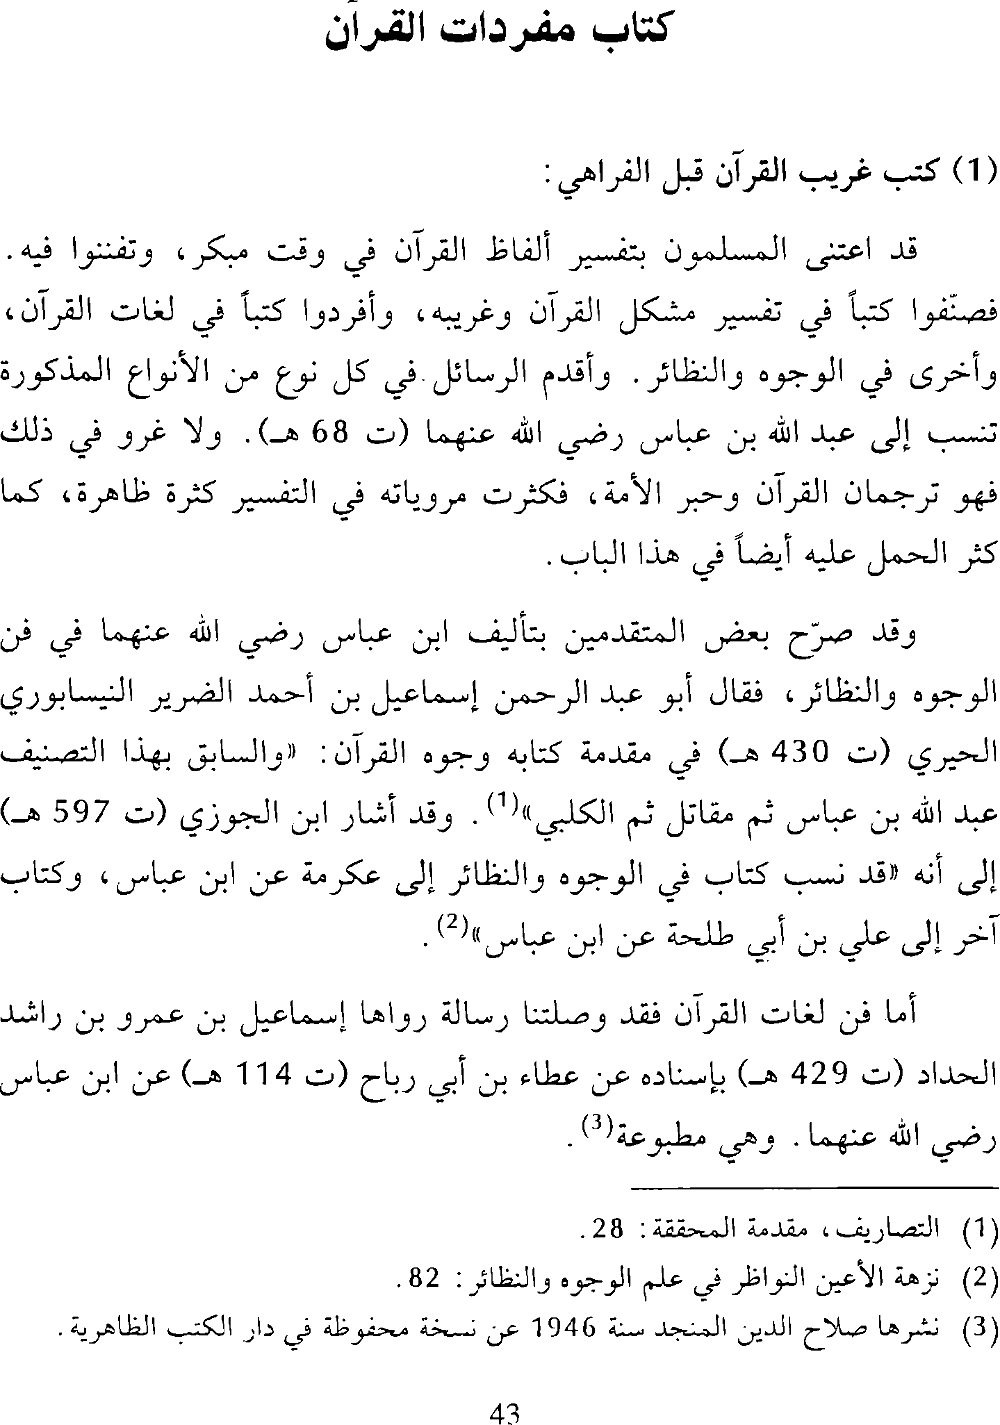 كتاب مفردات القرآن
(1) كتب غريب القرآن قبل الفراهي:
قد اعتنى المسلمون بتفسير ألفاظ القرآن في وقت مبكر، وتفننوا فيه.
فصنّفوا كتباً في تفسير مشكل القرآن وغريبه، وأفردوا كتباً في لغات القرآن،
وأخرى في الوجوه والنظائر. وأقدم الرسائل في كل نوع من الأنواع المذكورة
تنسب إلى عبد الله بن عباس رضي الله عنهما (ت 68 هـ). ولا غرو في ذلك
فهو ترجمان القرآن وحبر الأمة، فكثرت مروياته في التفسير كثرة ظاهرة، كما
كثر الحمل عليه أيضاً في هذا الباب.
وقد صرّح بعض المتقدمين بتأليف ابن عباس رضي الله عنهما في فن
الوجوه والنظائر، فقال أبو عبد الرحمن إسماعيل بن أحمد الضرير النيسابوري
الحيري (ت 430 هـ) في مقدمة كتابه وجوه القرآن: «والسابق بهذا التصنيف
عبد الله بن عباس ثم مقاتل ثم الكلبي»(1). وقد أشار ابن الجوزي (ت 597 هـ)
إلى أنه «قد نسب كتاب في الوجوه والنظائر إلى عكرمة عن ابن عباس، وكتاب
آخر إلى علي بن أبي طلحة عن ابن عباس»(2).
أما فن لغات القرآن فقد وصلتنا رسالة رواها إسماعيل بن عمرو بن راشد
الحداد (ت 429 هـ) بإسناده عن عطاء بن أبي رباح (ت 114 هـ) عن ابن عباس
رضي الله عنهما. وهي مطبوعة(3).
(1) التصاريف، مقدمة المحققة: 28.
(2) نزهة الأعين النواظر في علم الوجوه والنظائر: 82.
(3) نشرها صلاح الدين المنجد سنة 1946 عن نسخة محفوظة في دار الكتب الظاهرية.
43